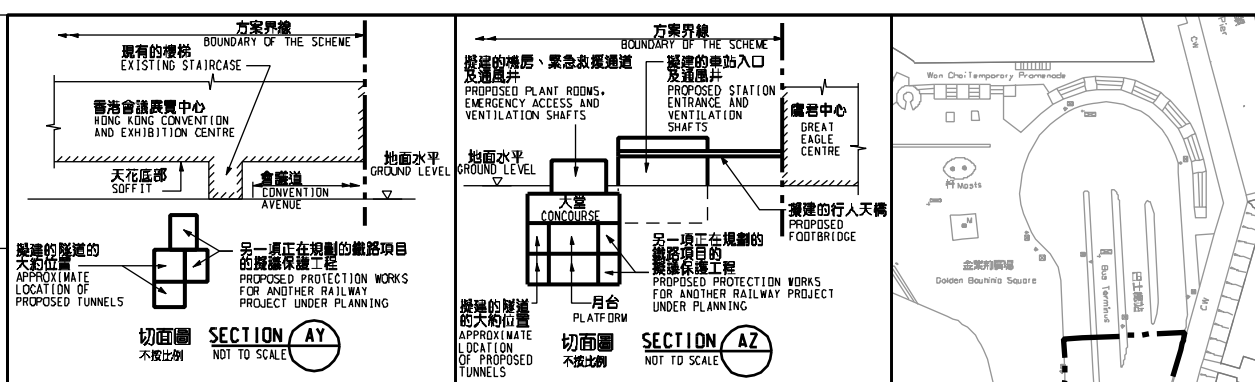 方案界線
BOUNDARY OF THE SCHEME
現有的樓梯
EXISTING STAIRCASE
香港會議展覽中心
HONG KONG CONVENTION
AND EXHIBITION CENTRE
天花底部
SOFFIT
會議道
CONVENTION
AVENUE
地面水平
GROUND LEVEL
擬建的隧道的
大約位置
APPROXIMATE
LOCATION OF
PROPOSED TUNNELS
另一項正在規劃的鐵路項目
的擬議保護工程
PROPOSED PROTECTION WORKS
FOR ANOTHER RAILWAY
PROJECT UNDER PLANNING
切面圖
不按比例
SECTION AY
NOT TO SCALE
方案界線
BOUNDARY OF THE SCHEME
擬建的機房、緊急救援通道
及通風井
PROPOSED PLANT ROOMS,
EMERGENCY ACCESS AND
VENTILATION SHAFTS
擬建的車站入口
及通風井
PROPOSED STATION
ENTRANCE AND
VENTILATION
SHAFTS
鷹君中心
GREAT
EAGLE
CENTRE
地面水平
GROUND LEVEL
大堂
CONCOURSE
擬建的行人天橋
PROPOSED
FOOTBRIDGE
另一項正在規劃的
鐵路項目的
擬議保護工程
PROPOSED PROTECTION WORKS
FOR ANOTHER RAILWAY PROJECT
UNDER PLANNING
月台
PLATFORM
擬建的隧道
的大約位置
APPROXIMATE
LOCATION
OF PROPOSED
TUNNELS
切面圖
不按比例
SECTION AZ
NOT TO SCALE
Wan Chai Temporary Promenade
CW
Pier
Masts
M
金紫荊廣場
Golden Bauhinia Square
Bus Terminus
巴士總站
CW